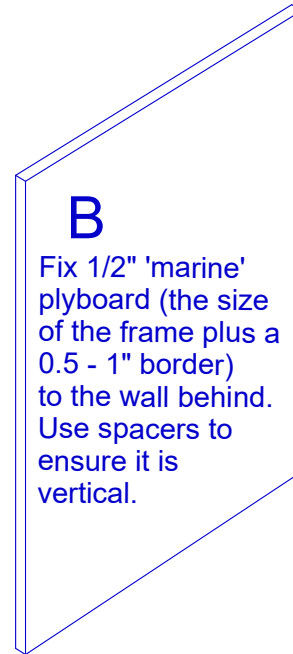 B
Fix 1/2" 'marine'
plyboard (the size
of the frame plus a
0.5 - 1" border)
to the wall behind.
Use spacers to
ensure it is
vertical.